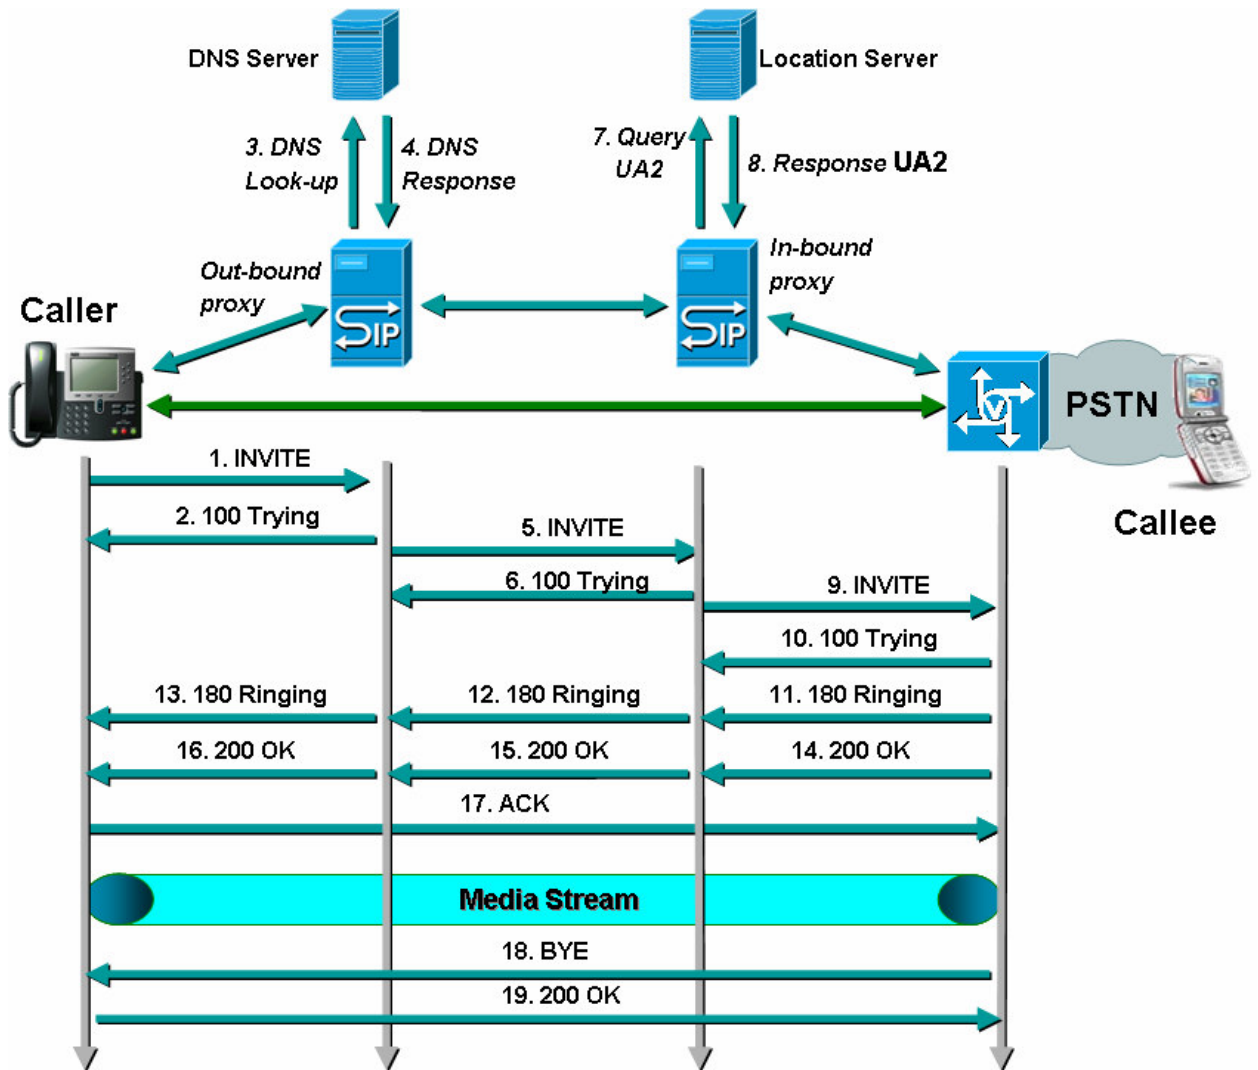 DNS Server
Location Server
3. DNS
Look-up
4. DNS
Response
7. Query
UA2
8. Response UA2
Out-bound
proxy
In-bound
proxy
Caller
SIP
SIP
V
PSTN
Callee
1. INVITE
2. 100 Trying
5. INVITE
6. 100 Trying
9. INVITE
10. 100 Trying
13. 180 Ringing
12. 180 Ringing
11. 180 Ringing
16. 200 OK
15. 200 OK
14. 200 OK
17. ACK
Media Stream
18. BYE
19. 200 OK